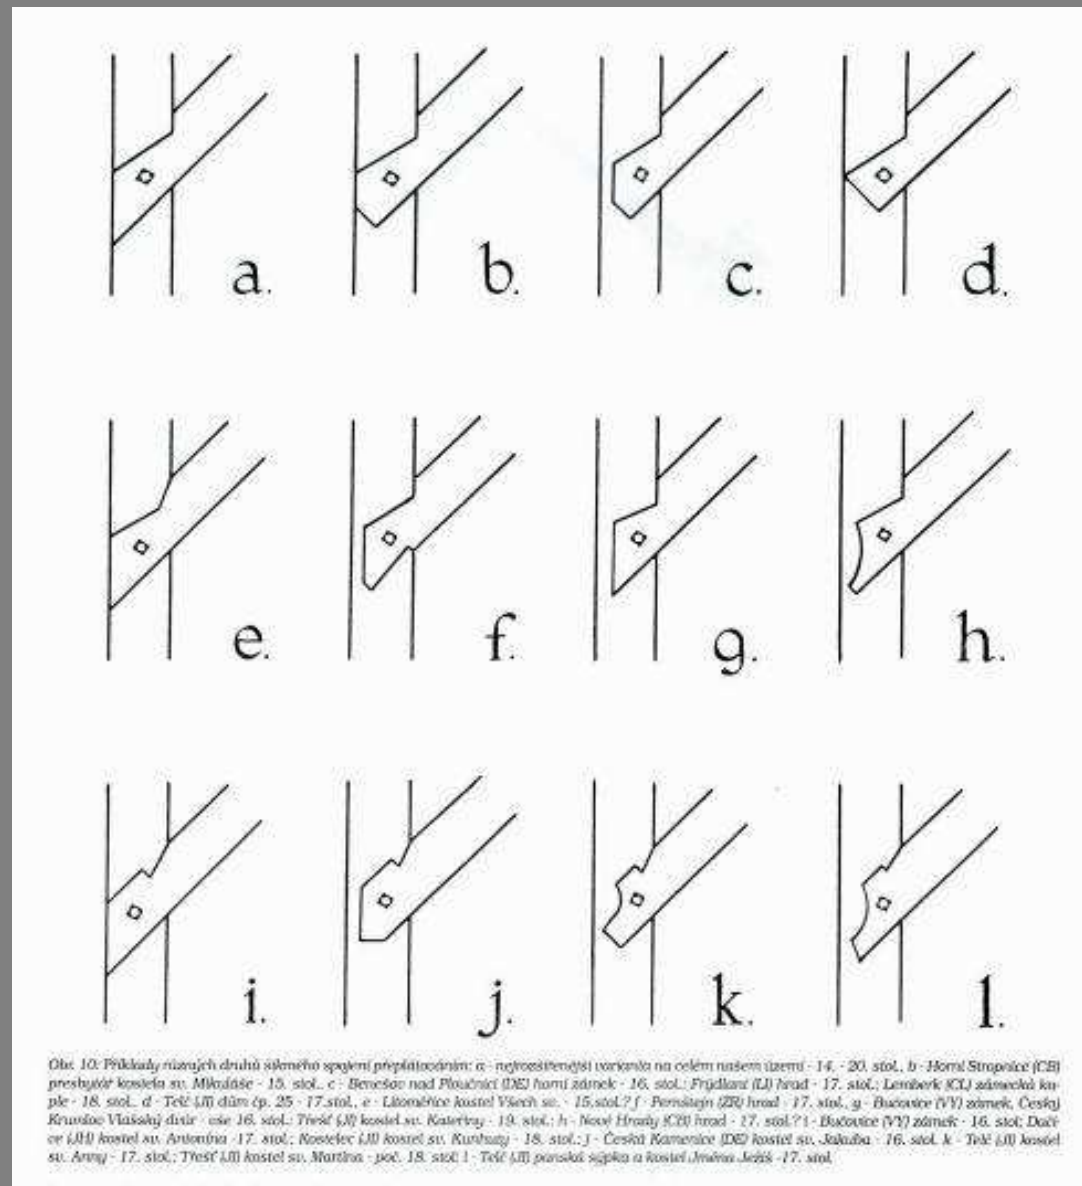 a.
b.
c.
d.
e.
f.
g.
h.
i.
j.
k.
l.
Obr. 10: Příklady různých druhů šikmého spojení přeplátováním: a - nejrozšířenější varianta na celém našem území - 14. - 20. stol., b - Horní Stropnice (CB)
presbytář kostela sv. Mikuláše - 15. stol., c - Benešov nad Ploučnicí (DE) horní zámek - 16. stol.; Frýdlant (LI) hrad - 17. stol.; Lemberk (CL) zámecká ka-
ple - 18. stol. d - Telč (JI) dům čp. 25 - 17.stol., e - Litoměřice kostel Všech sv. - 15.stol.? f - Pernštejn (ZR) hrad - 17. stol., g - Bučovice (VY) zámek, Český
Krumlov Vlašský dvůr - vše 16. stol.; Třešť (JI) kostel sv. Kateřiny - 19. stol.; h - Nové Hrady (CB) hrad - 17. stol.? i - Bučovice (VY) zámek - 16. stol; Dači-
ce (JH) kostel sv. Antonína - 17. stol.; Kostelec (JI) kostel sv. Kunhuty - 18. stol.; j - Česká Kamenice (DE) kostel sv. Jakuba - 16. stol. k - Telč (JI) kostel
sv. Anny - 17. stol.; Třešť (JI) kostel sv. Martina - poč. 18. stol. l - Telč (JI) panská sýpka a kostel Jména Ježíš - 17. stol.